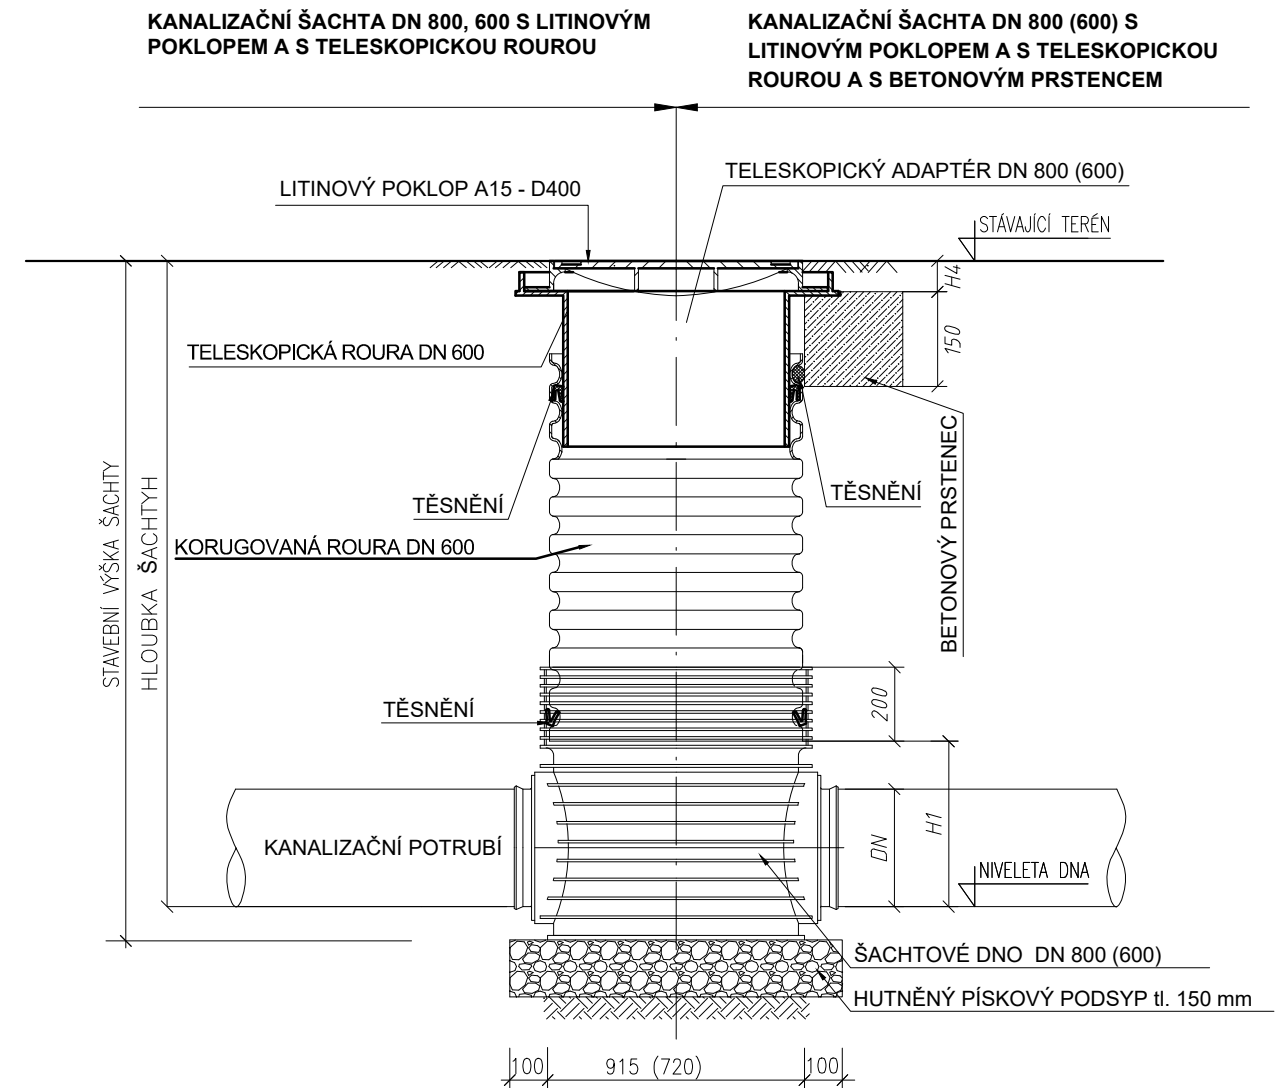 KANALIZAČNÍ ŠACHTA DN 800, 600 S LITINOVÝM
POKLOPEM A S TELESKOPICKOU ROUROU
KANALIZAČNÍ ŠACHTA DN 800 (600) S
LITINOVÝM POKLOPEM A S TELESKOPICKOU
ROUROU A S BETONOVÝM PRSTENCEM
TELESKOPICKÝ ADAPTÉR DN 800 (600)
LITINOVÝ POKLOP A15 - D400
STÁVAJÍCÍ TERÉN
H4
150
TELESKOPICKÁ ROURA DN 600
BETONOVÝ PRSTENEC
TĚSNĚNÍ
TĚSNĚNÍ
KORUGOVANÁ ROURA DN 600
STAVEBNÍ VÝŠKA ŠACHTY
HLOUBKA ŠACHTYH
TĚSNĚNÍ
200
H1
DN
KANALIZAČNÍ POTRUBÍ
NIVELETA DNA
ŠACHTOVÉ DNO DN 800 (600)
HUTNĚNÝ PÍSKOVÝ PODSYP tl. 150 mm
100
915 (720)
100